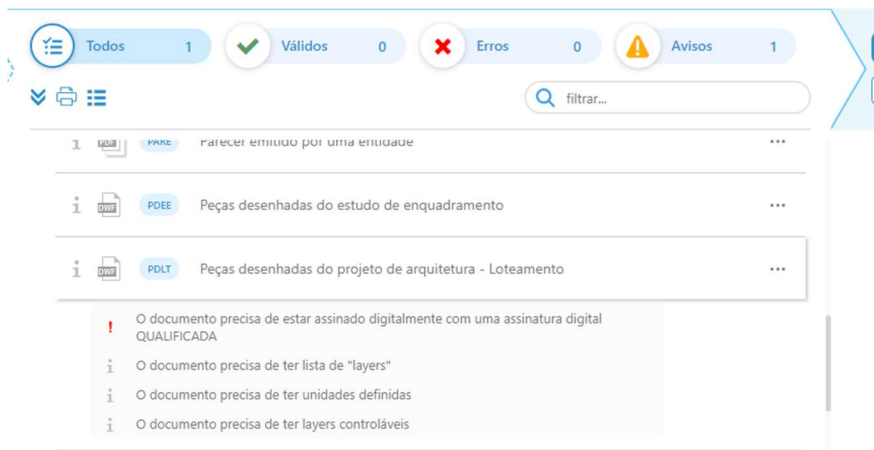 Todos 1 Válidos 0 Erros 0 Avisos 1
filtrar...
PDF PARE Parecer emitido por uma entidade ...
DWF PDEE Peças desenhadas do estudo de enquadramento ...
DWF PDLT Peças desenhadas do projeto de arquitetura - Loteamento ...
! O documento precisa de estar assinado digitalmente com uma assinatura digital
QUALIFICADA
i O documento precisa de ter lista de "layers"
i O documento precisa de ter unidades definidas
i O documento precisa de ter layers controláveis